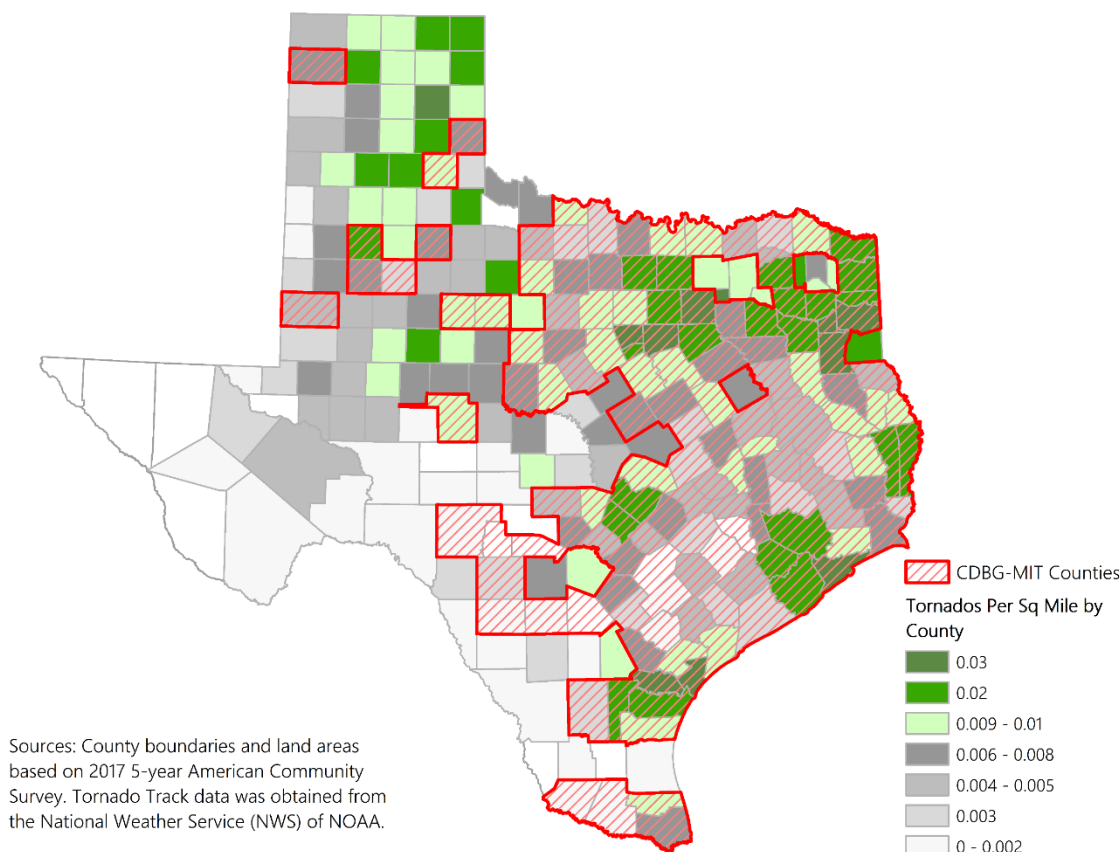 CDBG-MIT Counties
Tornados Per Sq Mile by
County
0.03
0.02
0.009 - 0.01
0.006 - 0.008
0.004 - 0.005
0.003
0 - 0.002
Sources: County boundaries and land areas
based on 2017 5-year American Community
Survey. Tornado Track data was obtained from
the National Weather Service (NWS) of NOAA.